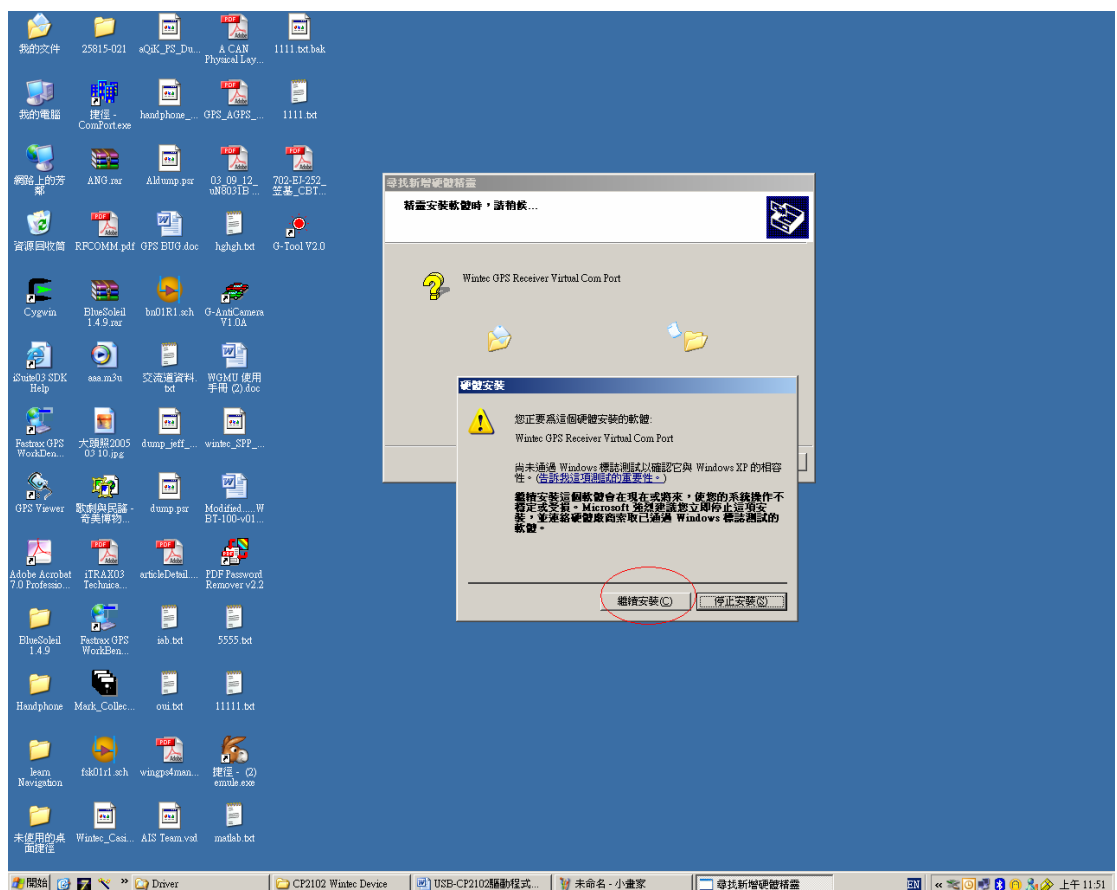 我的文件
25815-021
aQiK_PS_Du...
A CAN
Physical Lay...
1111.txt.bak
我的電腦
捷徑 -
ComPort.exe
handphone_...
GPS_AGPS_...
1111.txt
網路上的芳
鄰
ANG.rar
AIdump.psr
03_09_12_
uN8031B ...
702-EJ-252_
笠基_CBT...
資源回收筒
RFCOMM.pdf
GPS BUG.doc
hghgh.txt
G-Tool V2.0
Cygwin
BlueSoleil
1.4.9.rar
bn01R1.sch
G-AntiCamera
V1.0A
iSuite03 SDK
Help
aaa.m3u
交流道資料.
txt
WGMU 使用
手冊 (2).doc
Fastrax GPS
WorkDen...
大頭照2005
03 10.jpg
dump_jeff_...
wintec_SPP_...
GPS Viewer
歌劇與民謠 -
奇美博物...
dump.psr
Modified.....W
BT-100-v01...
Adobe Acrobat
7.0 Professio...
iTRAX03
Technica...
articleDetail....
PDF Password
Remover v2.2
BlueSoleil
1.4.9
Fastrax GPS
WorkBen...
iab.txt
5555.txt
Handphone
Mark_Collec...
oui.txt
11111.txt
learn
Navigation
fsk01r1.sch
wingps4man...
捷徑 - (2)
emule.exe
未使用的桌
面捷徑
Wintec_Casi...
AIS Team.vsd
matlab.txt
尋找新增硬體精靈
精靈安裝軟體時，請稍候...
Wintec GPS Receiver Virtual Com Port
硬體安裝
您正要為這個硬體安裝的軟體:
Wintec GPS Receiver Virtual Com Port
尚未通過 Windows 標誌測試以確認它與 Windows XP 的相容
性。(告訴我這項測試的重要性。)
繼續安裝這個軟體會在現在或將來，使您的系統操作不
穩定或受損。Microsoft 強烈建議您立即停止這項安
裝，並連絡硬體廠商索取已通過 Windows 標誌測試的
軟體。
繼續安裝(C)
停止安裝(S)
開始
»
Driver
CP2102 Wintec Device
USB-CP2102驅動程式...
未命名 - 小畫家
尋找新增硬體精靈
EN
«
上午 11:51